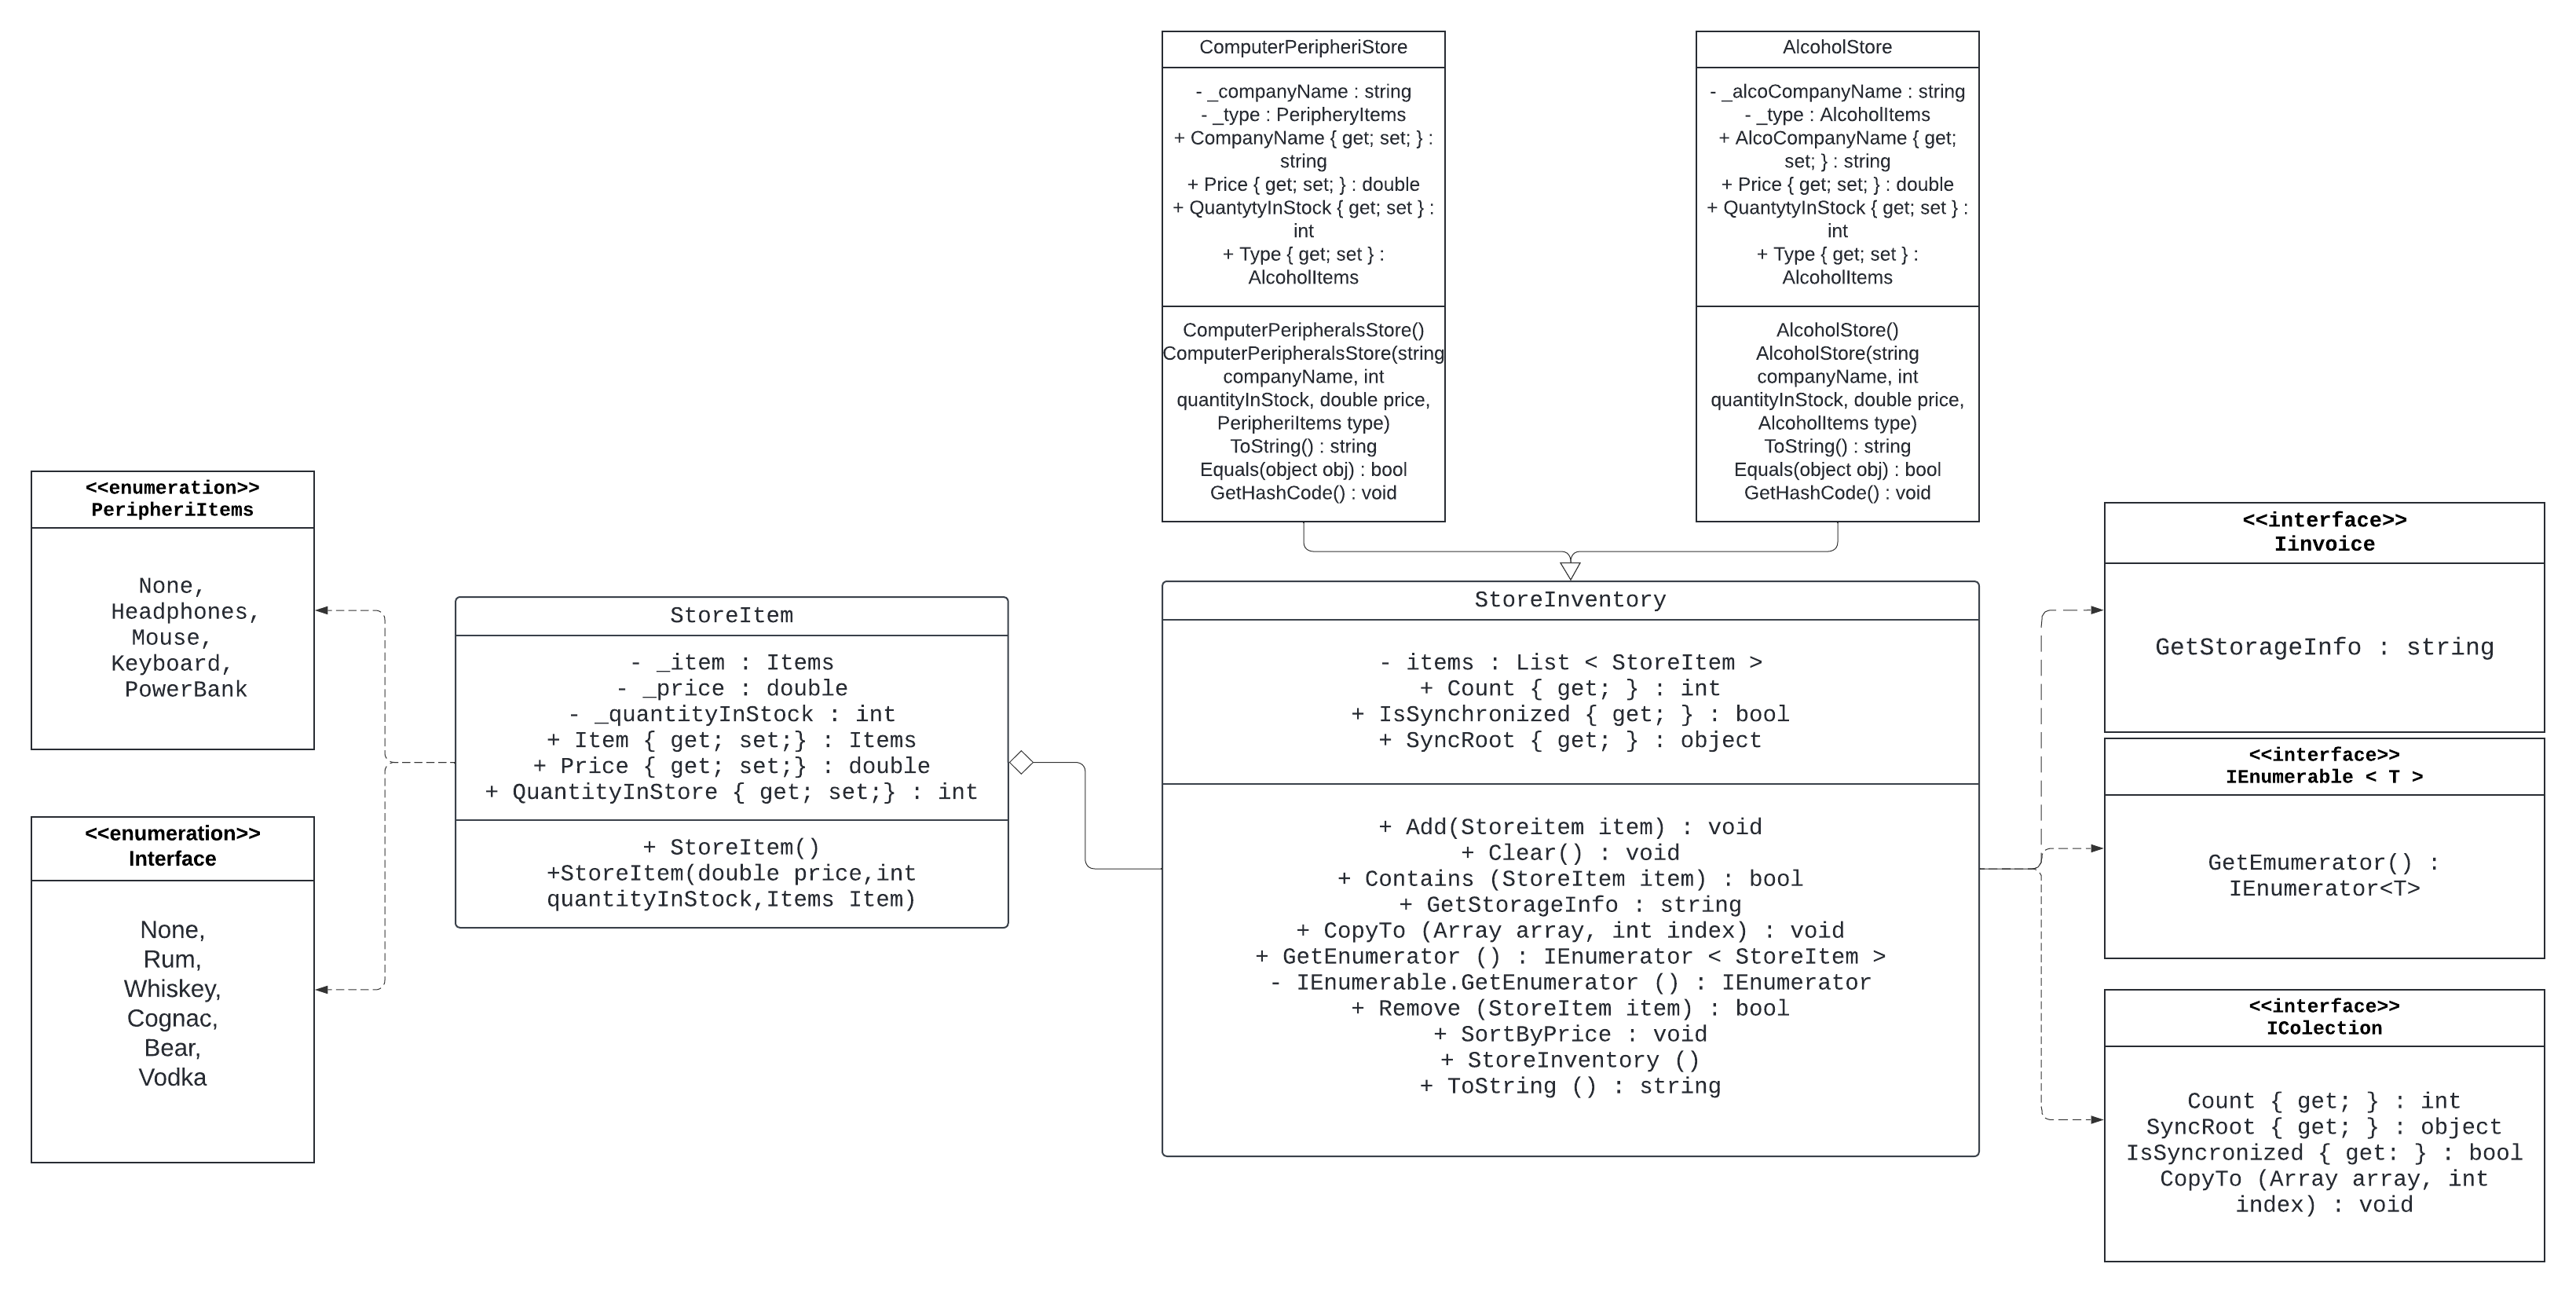 ComputerPeripheriStore
- _companyName : string
- _type : PeripheryItems
+ CompanyName { get; set; } :
string
+ Price { get; set; } : double
+ QuantytyInStock { get; set } :
int
+ Type { get; set } :
AlcoholItems
ComputerPeripheralsStore()
ComputerPeripheralsStore(string
companyName, int
quantityInStock, double price,
PeripheriItems type)
ToString() : string
Equals(object obj) : bool
GetHashCode() : void
AlcoholStore
- _alcoCompanyName : string
- _type : AlcoholItems
+ AlcoCompanyName { get;
set; } : string
+ Price { get; set; } : double
+ QuantytyInStock { get; set } :
int
+ Type { get; set } :
AlcoholItems
AlcoholStore()
AlcoholStore(string
companyName, int
quantityInStock, double price,
AlcoholItems type)
ToString() : string
Equals(object obj) : bool
GetHashCode() : void
<<enumeration>>
PeripheriItems
None,
Headphones,
Mouse,
Keyboard,
PowerBank
<<enumeration>>
Interface
None,
Rum,
Whiskey,
Cognac,
Bear,
Vodka
StoreItem
- _item : Items
- _price : double
- _quantityInStock : int
+ Item { get; set;} : Items
+ Price { get; set;} : double
+ QuantityInStore { get; set;} : int
+ StoreItem()
+StoreItem(double price,int
quantityInStock,Items Item)
StoreInventory
- items : List < StoreItem >
+ Count { get; } : int
+ IsSynchronized { get; } : bool
+ SyncRoot { get; } : object
+ Add(Storeitem item) : void
+ Clear() : void
+ Contains (StoreItem item) : bool
+ GetStorageInfo : string
+ CopyTo (Array array, int index) : void
+ GetEnumerator () : IEnumerator < StoreItem >
- IEnumerable.GetEnumerator () : IEnumerator
+ Remove (StoreItem item) : bool
+ SortByPrice : void
+ StoreInventory ()
+ ToString () : string
<<interface>>
Iinvoice
GetStorageInfo : string
<<interface>>
IEnumerable < T >
GetEmumerator() :
IEnumerator<T>
<<interface>>
IColection
Count { get; } : int
SyncRoot { get; } : object
IsSyncronized { get: } : bool
CopyTo (Array array, int
index) : void